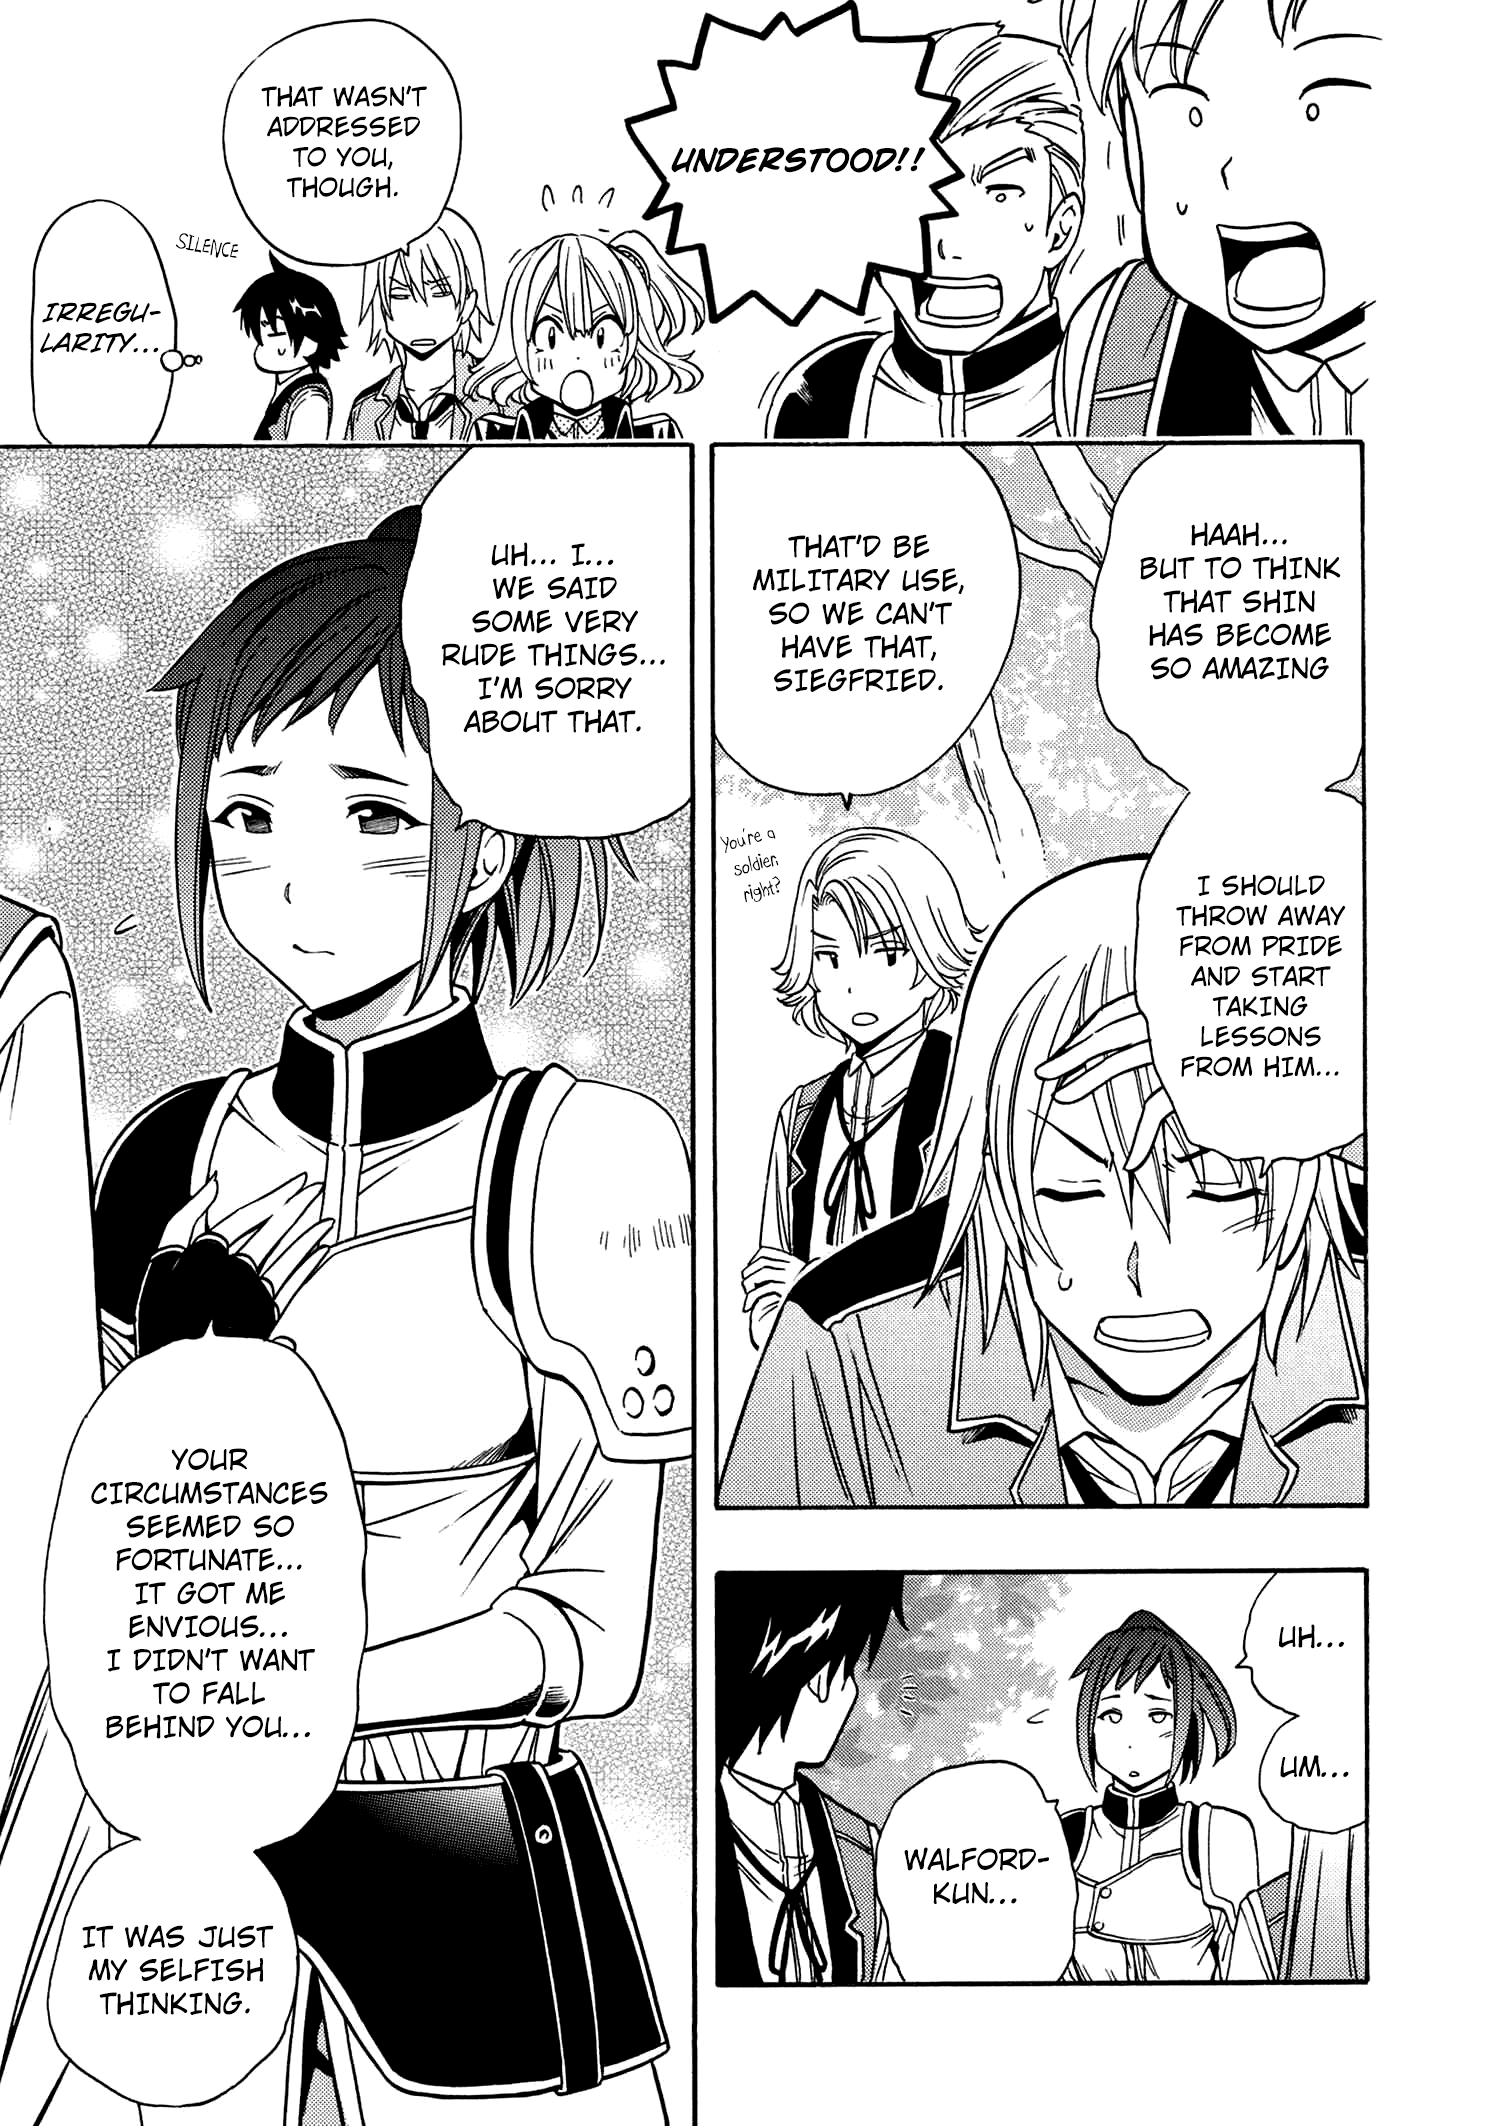 UNDERSTOOD!!
THAT WASN'T
ADDRESSED
TO YOU,
THOUGH.
SILENCE
IRREGU-
LARITY...
HAAH...
BUT TO THINK
THAT SHIN
HAS BECOME
SO AMAZING
I SHOULD
THROW AWAY
FROM PRIDE
AND START
TAKING
LESSONS
FROM HIM...
THAT'D BE
MILITARY USE,
SO WE CAN'T
HAVE THAT,
SIEGFRIED.
You're a
soldier,
right?
UH...
UM...
WALFORD-
KUN...
UH... I...
WE SAID
SOME VERY
RUDE THINGS...
I'M SORRY
ABOUT THAT.
YOUR
CIRCUMSTANCES
SEEMED SO
FORTUNATE...
IT GOT ME
ENVIOUS...
I DIDN'T WANT
TO FALL
BEHIND YOU...
IT WAS JUST
MY SELFISH
THINKING.